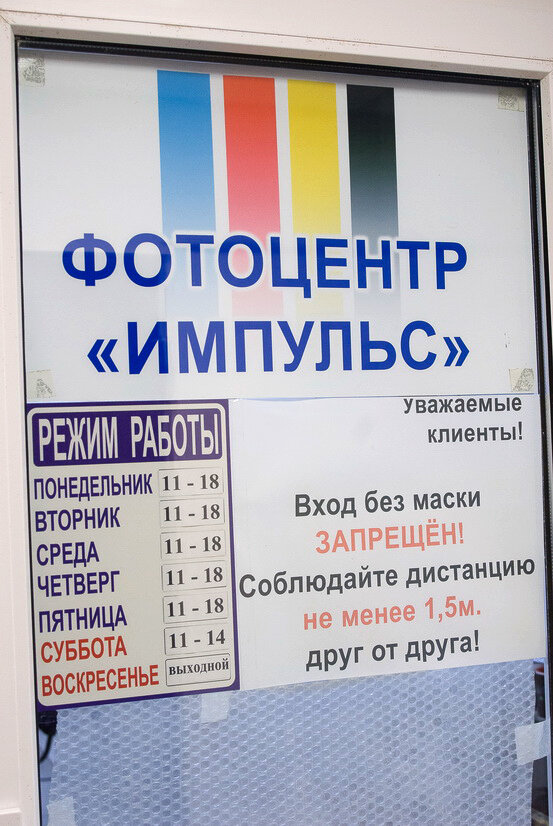 ФОТОЦЕНТР
«ИМПУЛЬС»
РЕЖИМ РАБОТЫ
ПОНЕДЕЛЬНИК 11 - 18
ВТОРНИК 11 - 18
СРЕДА 11 - 18
ЧЕТВЕРГ 11 - 18
ПЯТНИЦА 11 - 18
СУББОТА 11 - 14
ВОСКРЕСЕНЬЕ ВЫХОДНОЙ
Уважаемые
клиенты!
Вход без маски
ЗАПРЕЩЁН!
Соблюдайте дистанцию
не менее 1,5м.
друг от друга!